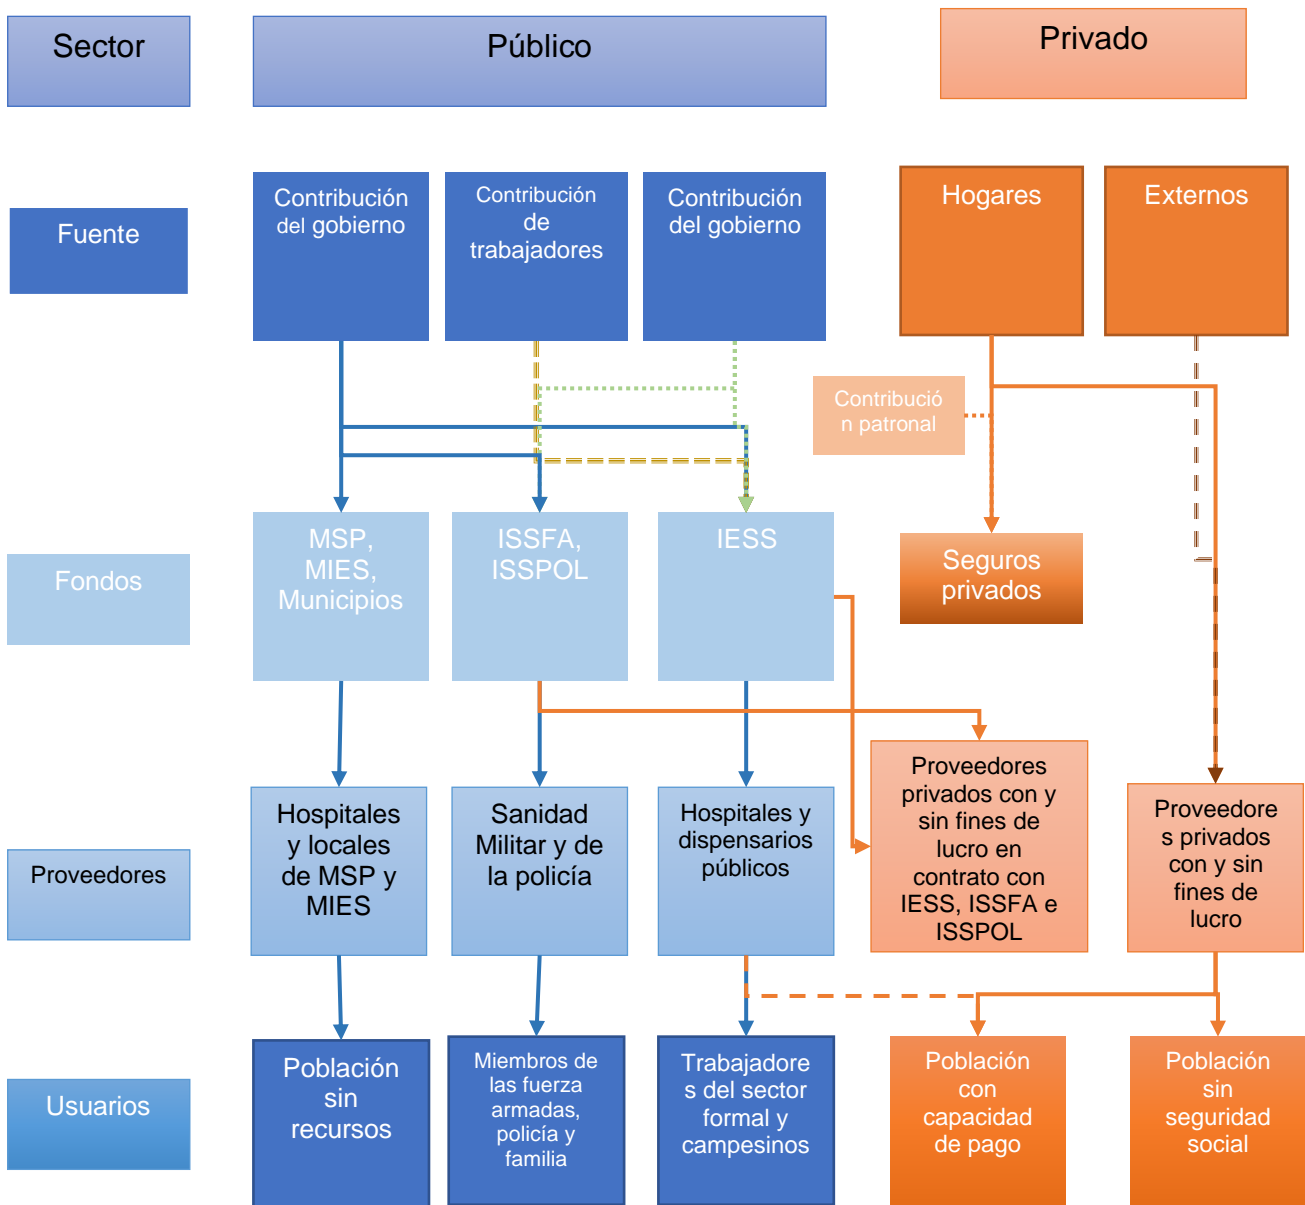 Sector
Público
Privado
Fuente
Contribución
del gobierno
Contribución
de
trabajadores
Contribución
del gobierno
Hogares
Externos
Contribució
n patronal
Fondos
MSP,
MIES,
Municipios
ISSFA,
ISSPOL
IESS
Seguros
privados
Proveedores
Hospitales
y locales
de MSP y
MIES
Sanidad
Militar y de
la policía
Hospitales y
dispensarios
públicos
Proveedores
privados con y
sin fines de
lucro en
contrato con
IESS, ISSFA e
ISSPOL
Proveedore
s privados
con y sin
fines de
lucro
Usuarios
Población
sin
recursos
Miembros de
las fuerza
armadas,
policía y
familia
Trabajadore
s del sector
formal y
campesinos
Población
con
capacidad
de pago
Población
sin
seguridad
social